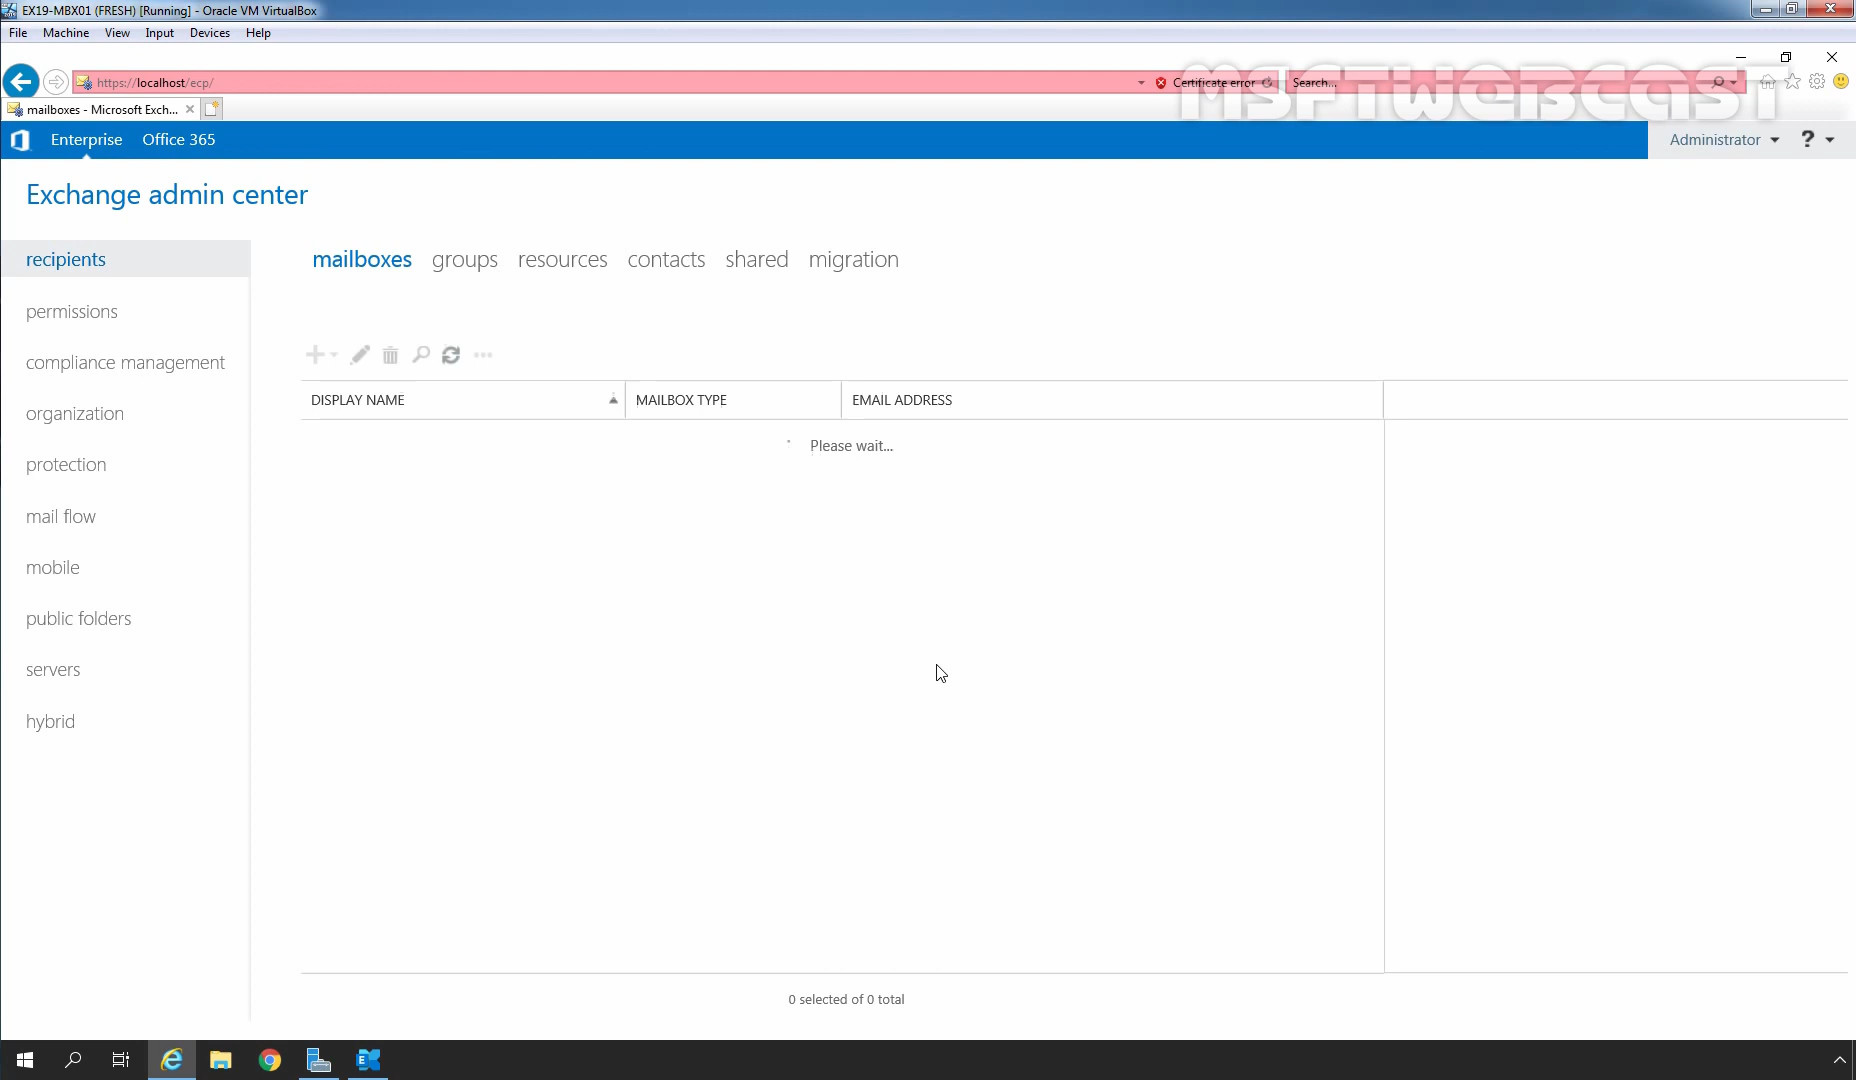 EX19-MBX01 (FRESH) [Running] - Oracle VM VirtualBox
File Machine View Input Devices Help
https://localhost/ecp/ Certificate error Search...
mailboxes - Microsoft Exch...
MSFTWEBCAST
Enterprise Office 365 Administrator ?
Exchange admin center
recipients
permissions
compliance management
organization
protection
mail flow
mobile
public folders
servers
hybrid
mailboxes groups resources contacts shared migration
DISPLAY NAME MAILBOX TYPE EMAIL ADDRESS
Please wait...
0 selected of 0 total